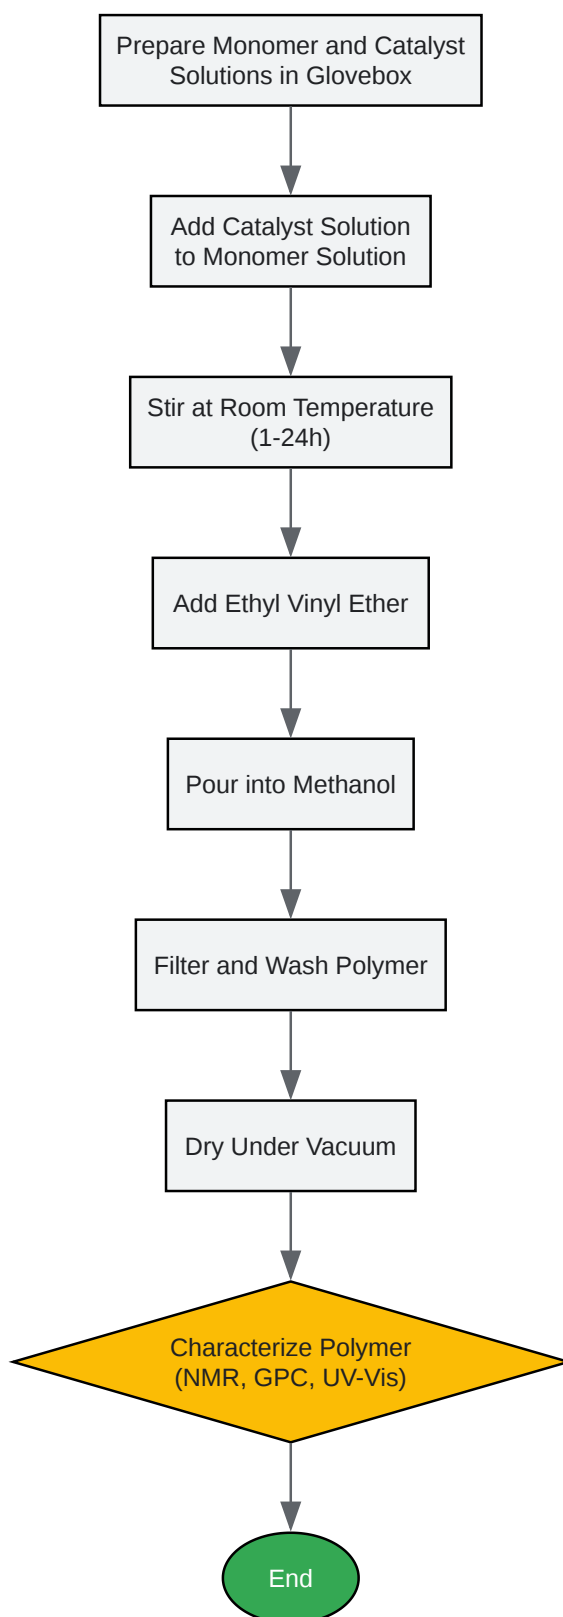 Prepare Monomer and Catalyst
Solutions in Glovebox
Add Catalyst Solution
to Monomer Solution
Stir at Room Temperature
(1-24h)
Add Ethyl Vinyl Ether
Pour into Methanol
Filter and Wash Polymer
Dry Under Vacuum
Characterize Polymer
(NMR, GPC, UV-Vis)
End